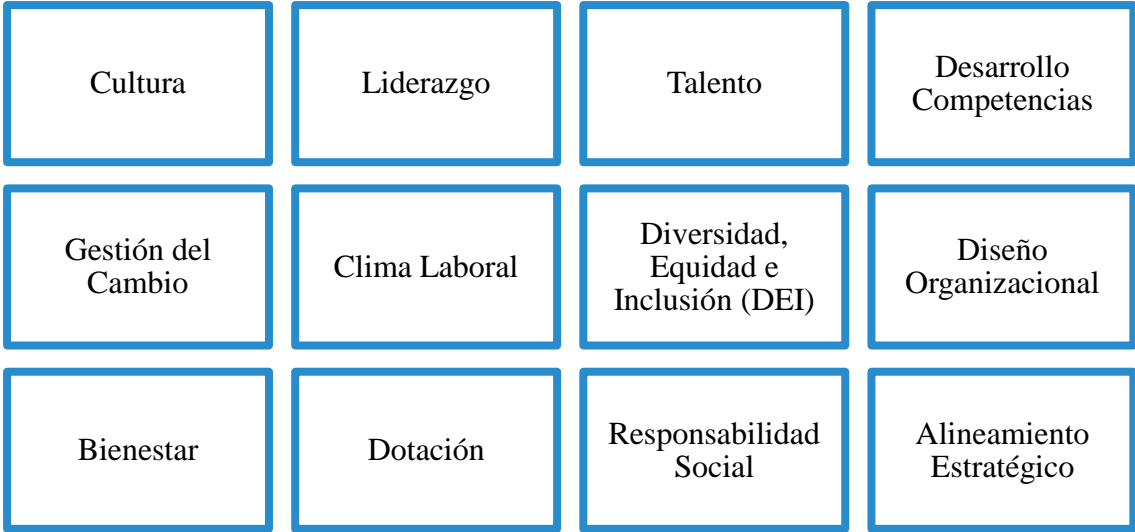 Cultura
Liderazgo
Talento
Desarrollo
Competencias
Gestión del
Cambio
Clima Laboral
Diversidad,
Equidad e
Inclusión (DEI)
Diseño
Organizacional
Bienestar
Dotación
Responsabilidad
Social
Alineamiento
Estratégico